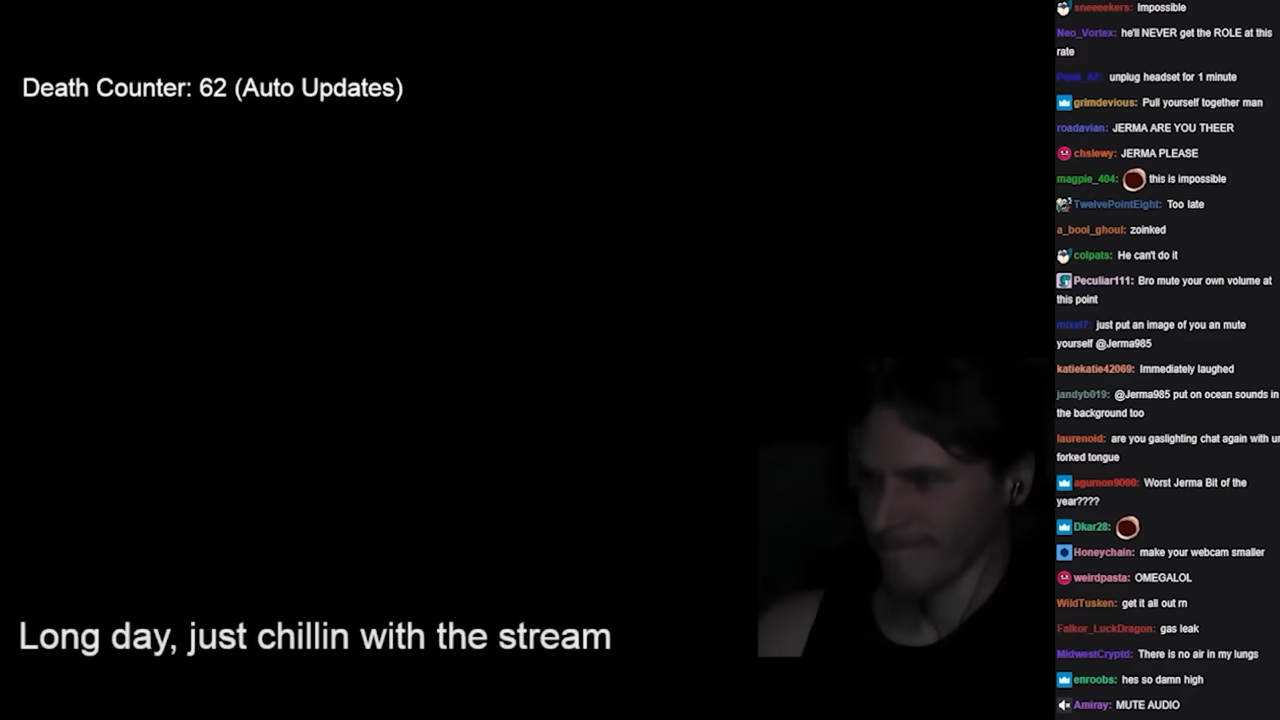 Death Counter: 62 (Auto Updates)
Long day, just chillin with the stream
sneeekers: Impossible
Neo_Vortex: he'll NEVER get the ROLE at this
rate
unplug headset for 1 minute
grimdevious: Pull yourself together man
roadavian: JERMA ARE YOU THEER
chslewy: JERMA PLEASE
magpie_404: this is impossible
TwelvePointEight: Too late
a_bool_ghoul: zoinked
colpats: He can't do it
Peculiar111: Bro mute your own volume at
this point
mixel7: just put an image of you an mute
yourself @Jerma985
katiekatie42069: Immediately laughed
jandyb019: @Jerma985 put on ocean sounds in
the background too
laurenoid: are you gaslighting chat again with ur
forked tongue
agumon9000: Worst Jerma Bit of the
year????
Dkar28:
Honeychain: make your webcam smaller
weirdpasta: OMEGALOL
WildTusken: get it all out rn
Falkor_LuckDragon: gas leak
MidwestCryptd: There is no air in my lungs
enroobs: hes so damn high
Amiray: MUTE AUDIO